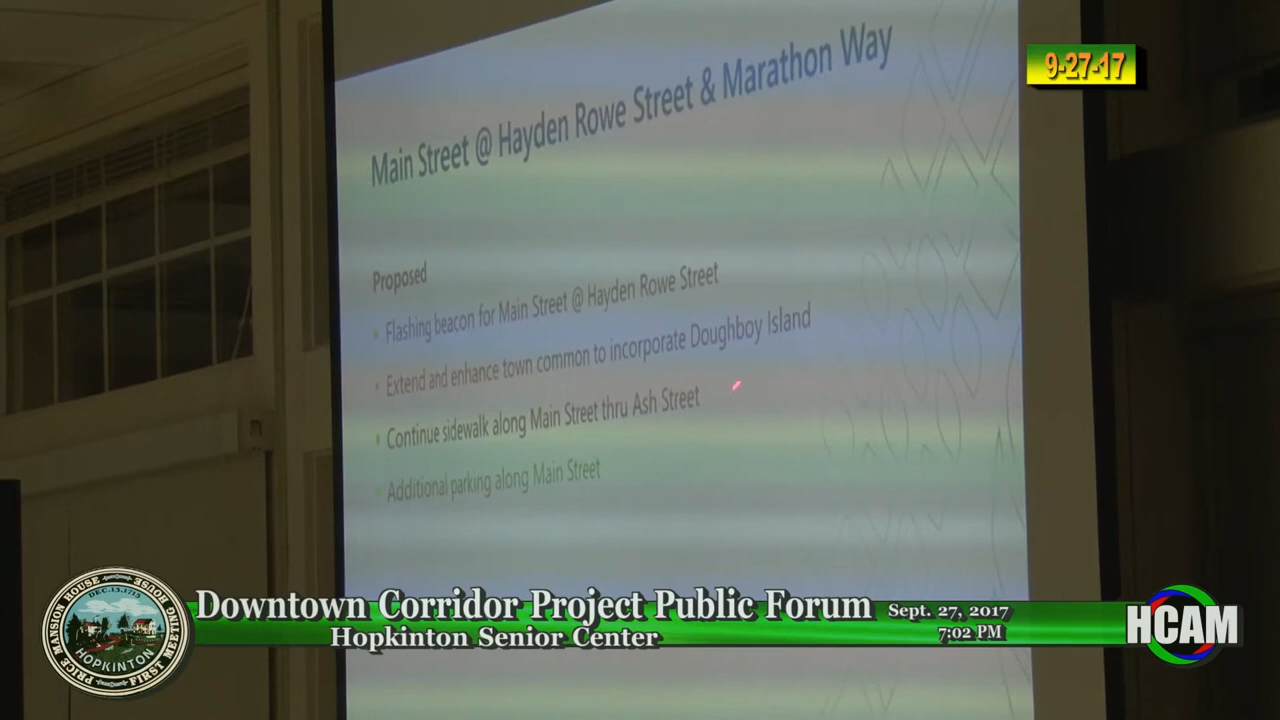 9-27-17
Main Street @ Hayden Rowe Street & Marathon Way
Proposed
Flashing beacon for Main Street @ Hayden Rowe Street
Extend and enhance town common to incorporate Doughboy Island
Continue sidewalk along Main Street thru Ash Street
Additional parking along Main Street
Downtown Corridor Project Public Forum
Sept. 27, 2017
Hopkinton Senior Center
7:02 PM
HCAM
PRICE MANSION HOUSE
FIRST MEETING HOUSE
DEC. 13, 1715
HOPKINTON